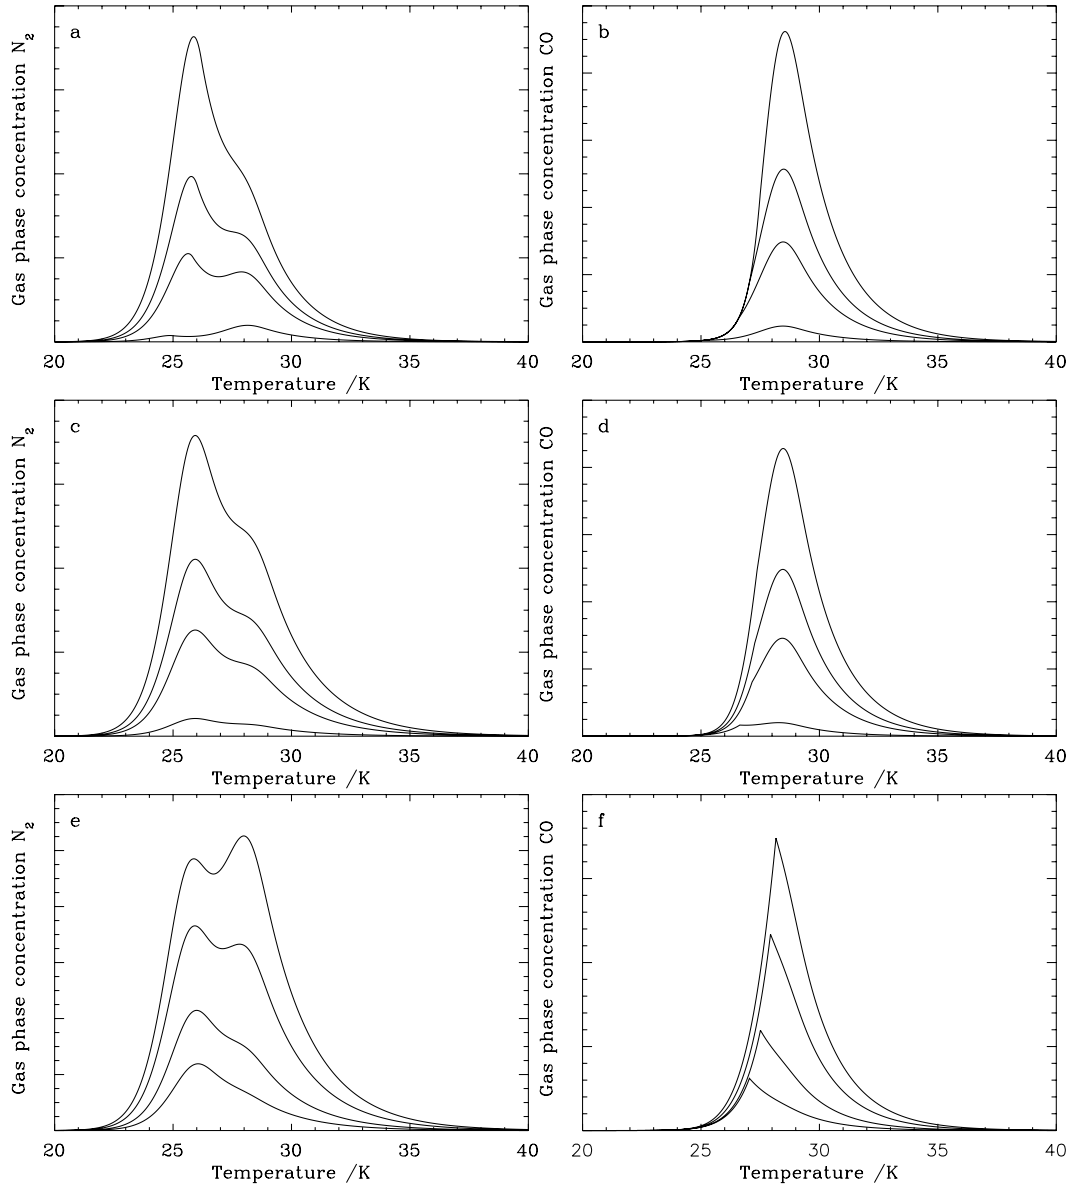 a
Gas phase concentration N2
20 25 30 35 40
Temperature /K
b
Gas phase concentration CO
20 25 30 35 40
Temperature /K
c
Gas phase concentration N2
20 25 30 35 40
Temperature /K
d
Gas phase concentration CO
20 25 30 35 40
Temperature /K
e
Gas phase concentration N2
20 25 30 35 40
Temperature /K
f
Gas phase concentration CO
20 25 30 35 40
Temperature /K